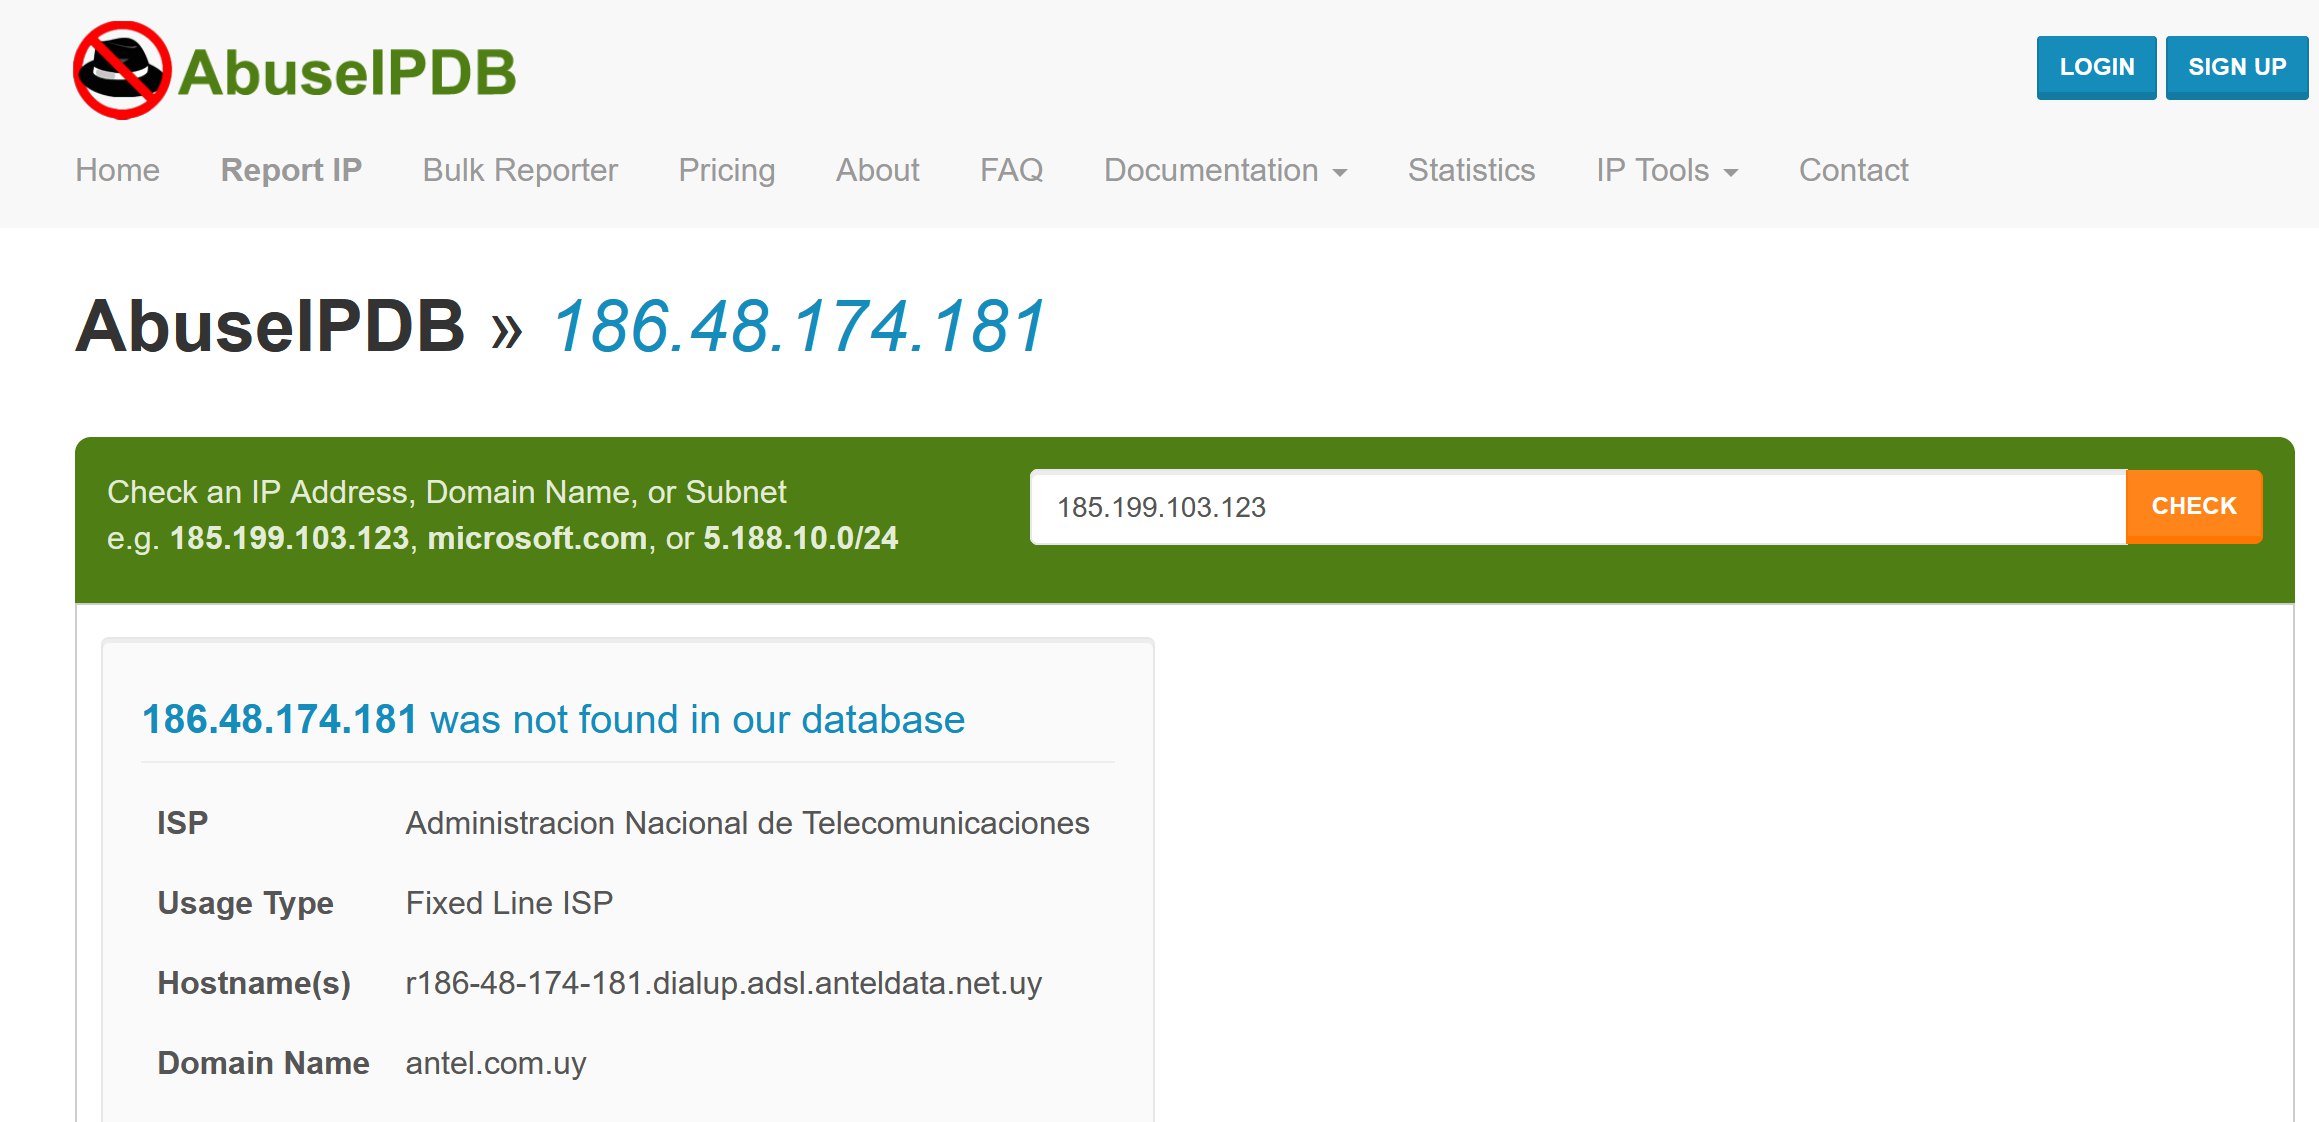 AbuseIPDB
LOGIN
SIGN UP
Home Report IP Bulk Reporter Pricing About FAQ Documentation Statistics IP Tools Contact
AbuseIPDB » 186.48.174.181
Check an IP Address, Domain Name, or Subnet
e.g. 185.199.103.123, microsoft.com, or 5.188.10.0/24
185.199.103.123
CHECK
186.48.174.181 was not found in our database
ISP Administracion Nacional de Telecomunicaciones
Usage Type Fixed Line ISP
Hostname(s) r186-48-174-181.dialup.adsl.anteldata.net.uy
Domain Name antel.com.uy